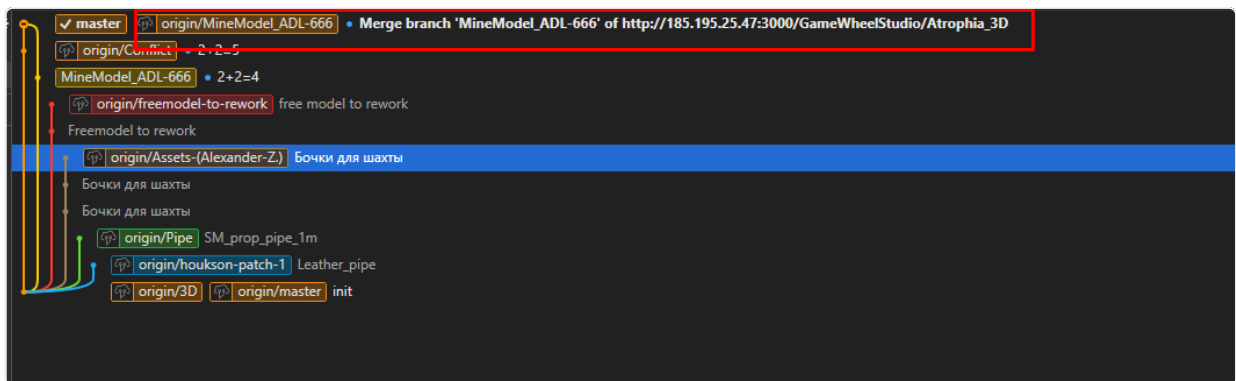 master origin/MineModel_ADL-666 Merge branch 'MineModel_ADL-666' of http://185.195.25.47:3000/GameWheelStudio/Atrophia_3D
origin/Conflict 2+2=5
MineModel_ADL-666 2+2=4
origin/freemodel-to-rework free model to rework
Freemodel to rework
origin/Assets-(Alexander-Z.) Бочки для шахты
Бочки для шахты
Бочки для шахты
origin/Pipe SM_prop_pipe_1m
origin/houkson-patch-1 Leather_pipe
origin/3D origin/master init